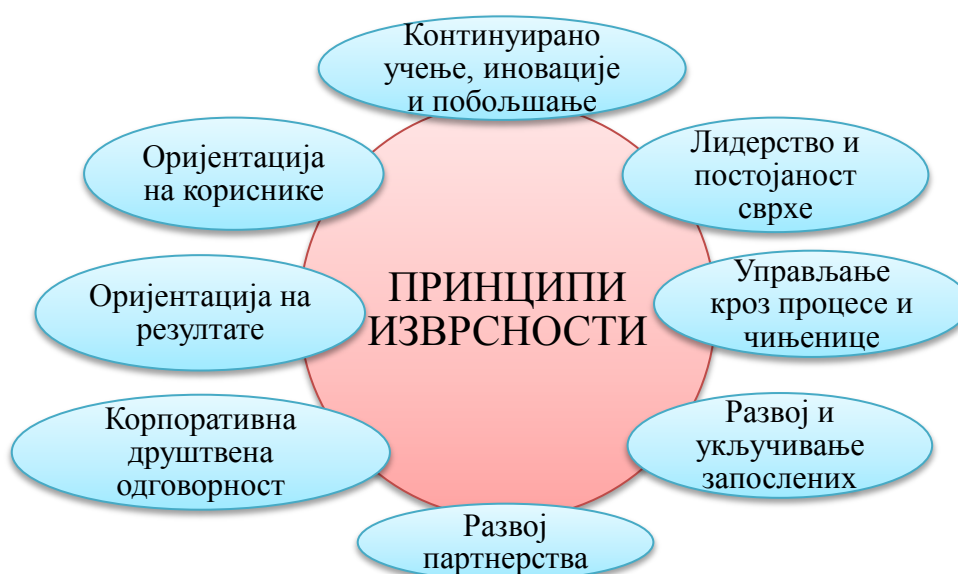 Континуирано
учење, иновације
и побољшање
Оријентација
на кориснике
Лидерство и
постојаност
сврхе
Оријентација на
резултате
ПРИНЦИПИ
ИЗВРСНОСТИ
Управљање
кроз процесе и
чињенице
Корпоративна
друштвена
одговорност
Развој и
укључивање
запослених
Развој
партнерства